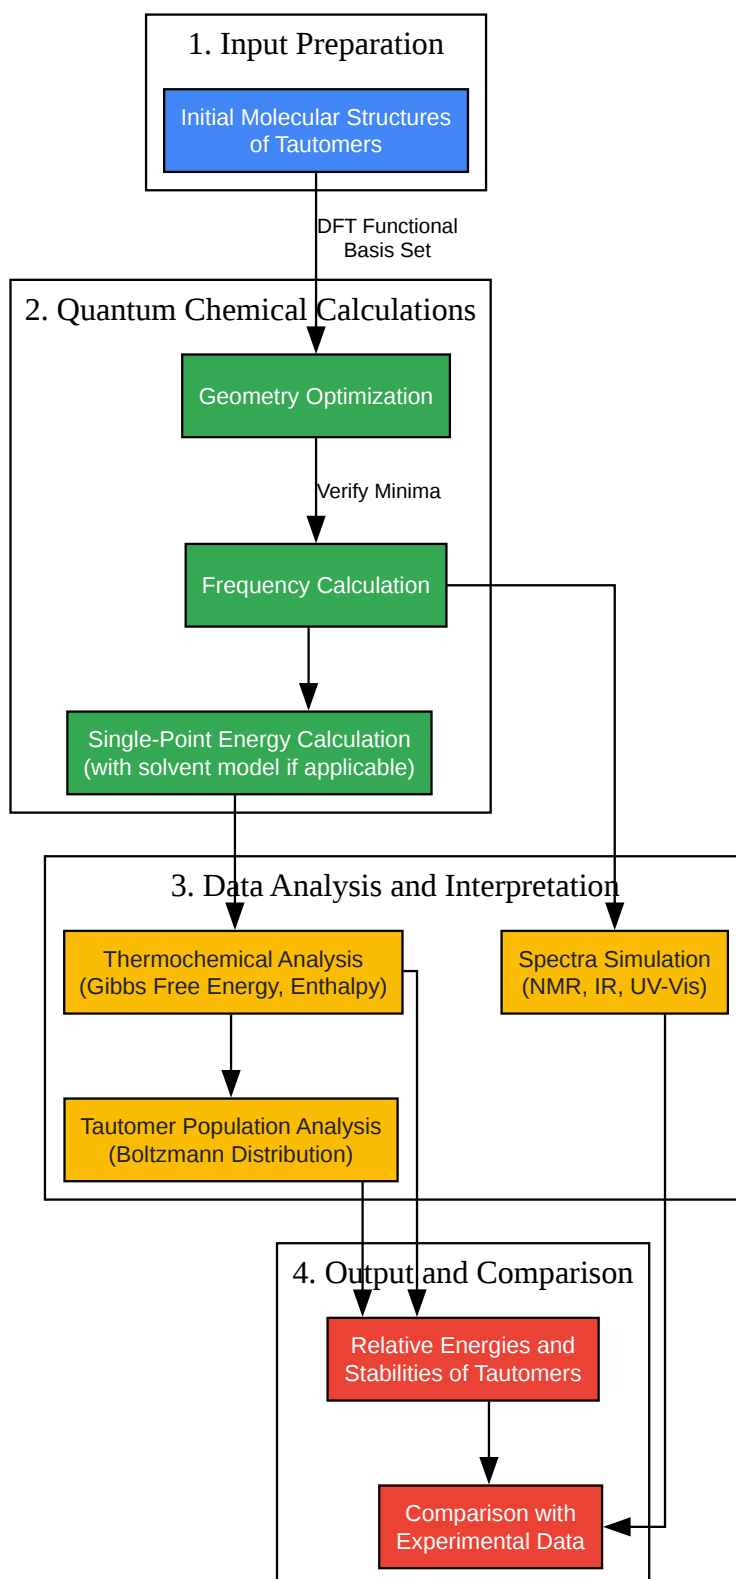 1. Input Preparation
Initial Molecular Structures
of Tautomers
DFT Functional
Basis Set
2. Quantum Chemical Calculations
Geometry Optimization
Verify Minima
Frequency Calculation
Single-Point Energy Calculation
(with solvent model if applicable)
3. Data Analysis and Interpretation
Thermochemical Analysis
(Gibbs Free Energy, Enthalpy)
Spectra Simulation
(NMR, IR, UV-Vis)
Tautomer Population Analysis
(Boltzmann Distribution)
4. Output and Comparison
Relative Energies and
Stabilities of Tautomers
Comparison with
Experimental Data